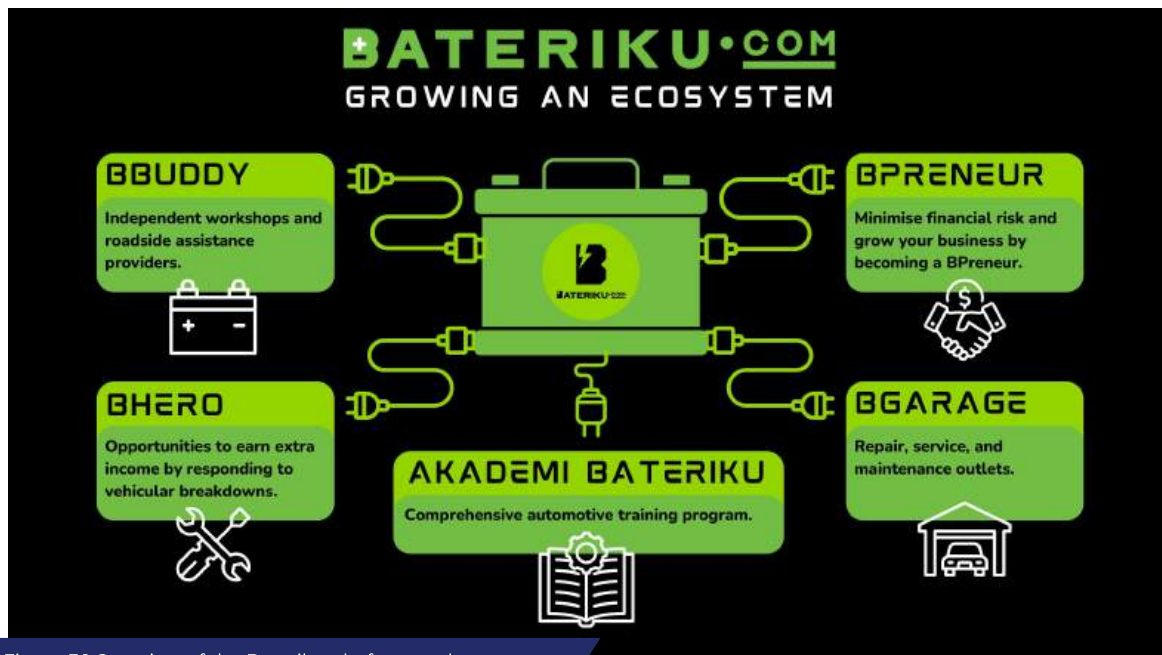 BATERIKU.COM
GROWING AN ECOSYSTEM
BBUDDY
Independent workshops and
roadside assistance
providers.
BHERO
Opportunities to earn extra
income by responding to
vehicular breakdowns.
B
BATERIKU.COM
AKADEMI BATERIKU
Comprehensive automotive training program.
BPRENEUR
Minimise financial risk and
grow your business by
becoming a BPreneur.
$
BGARAGE
Repair, service, and
maintenance outlets.